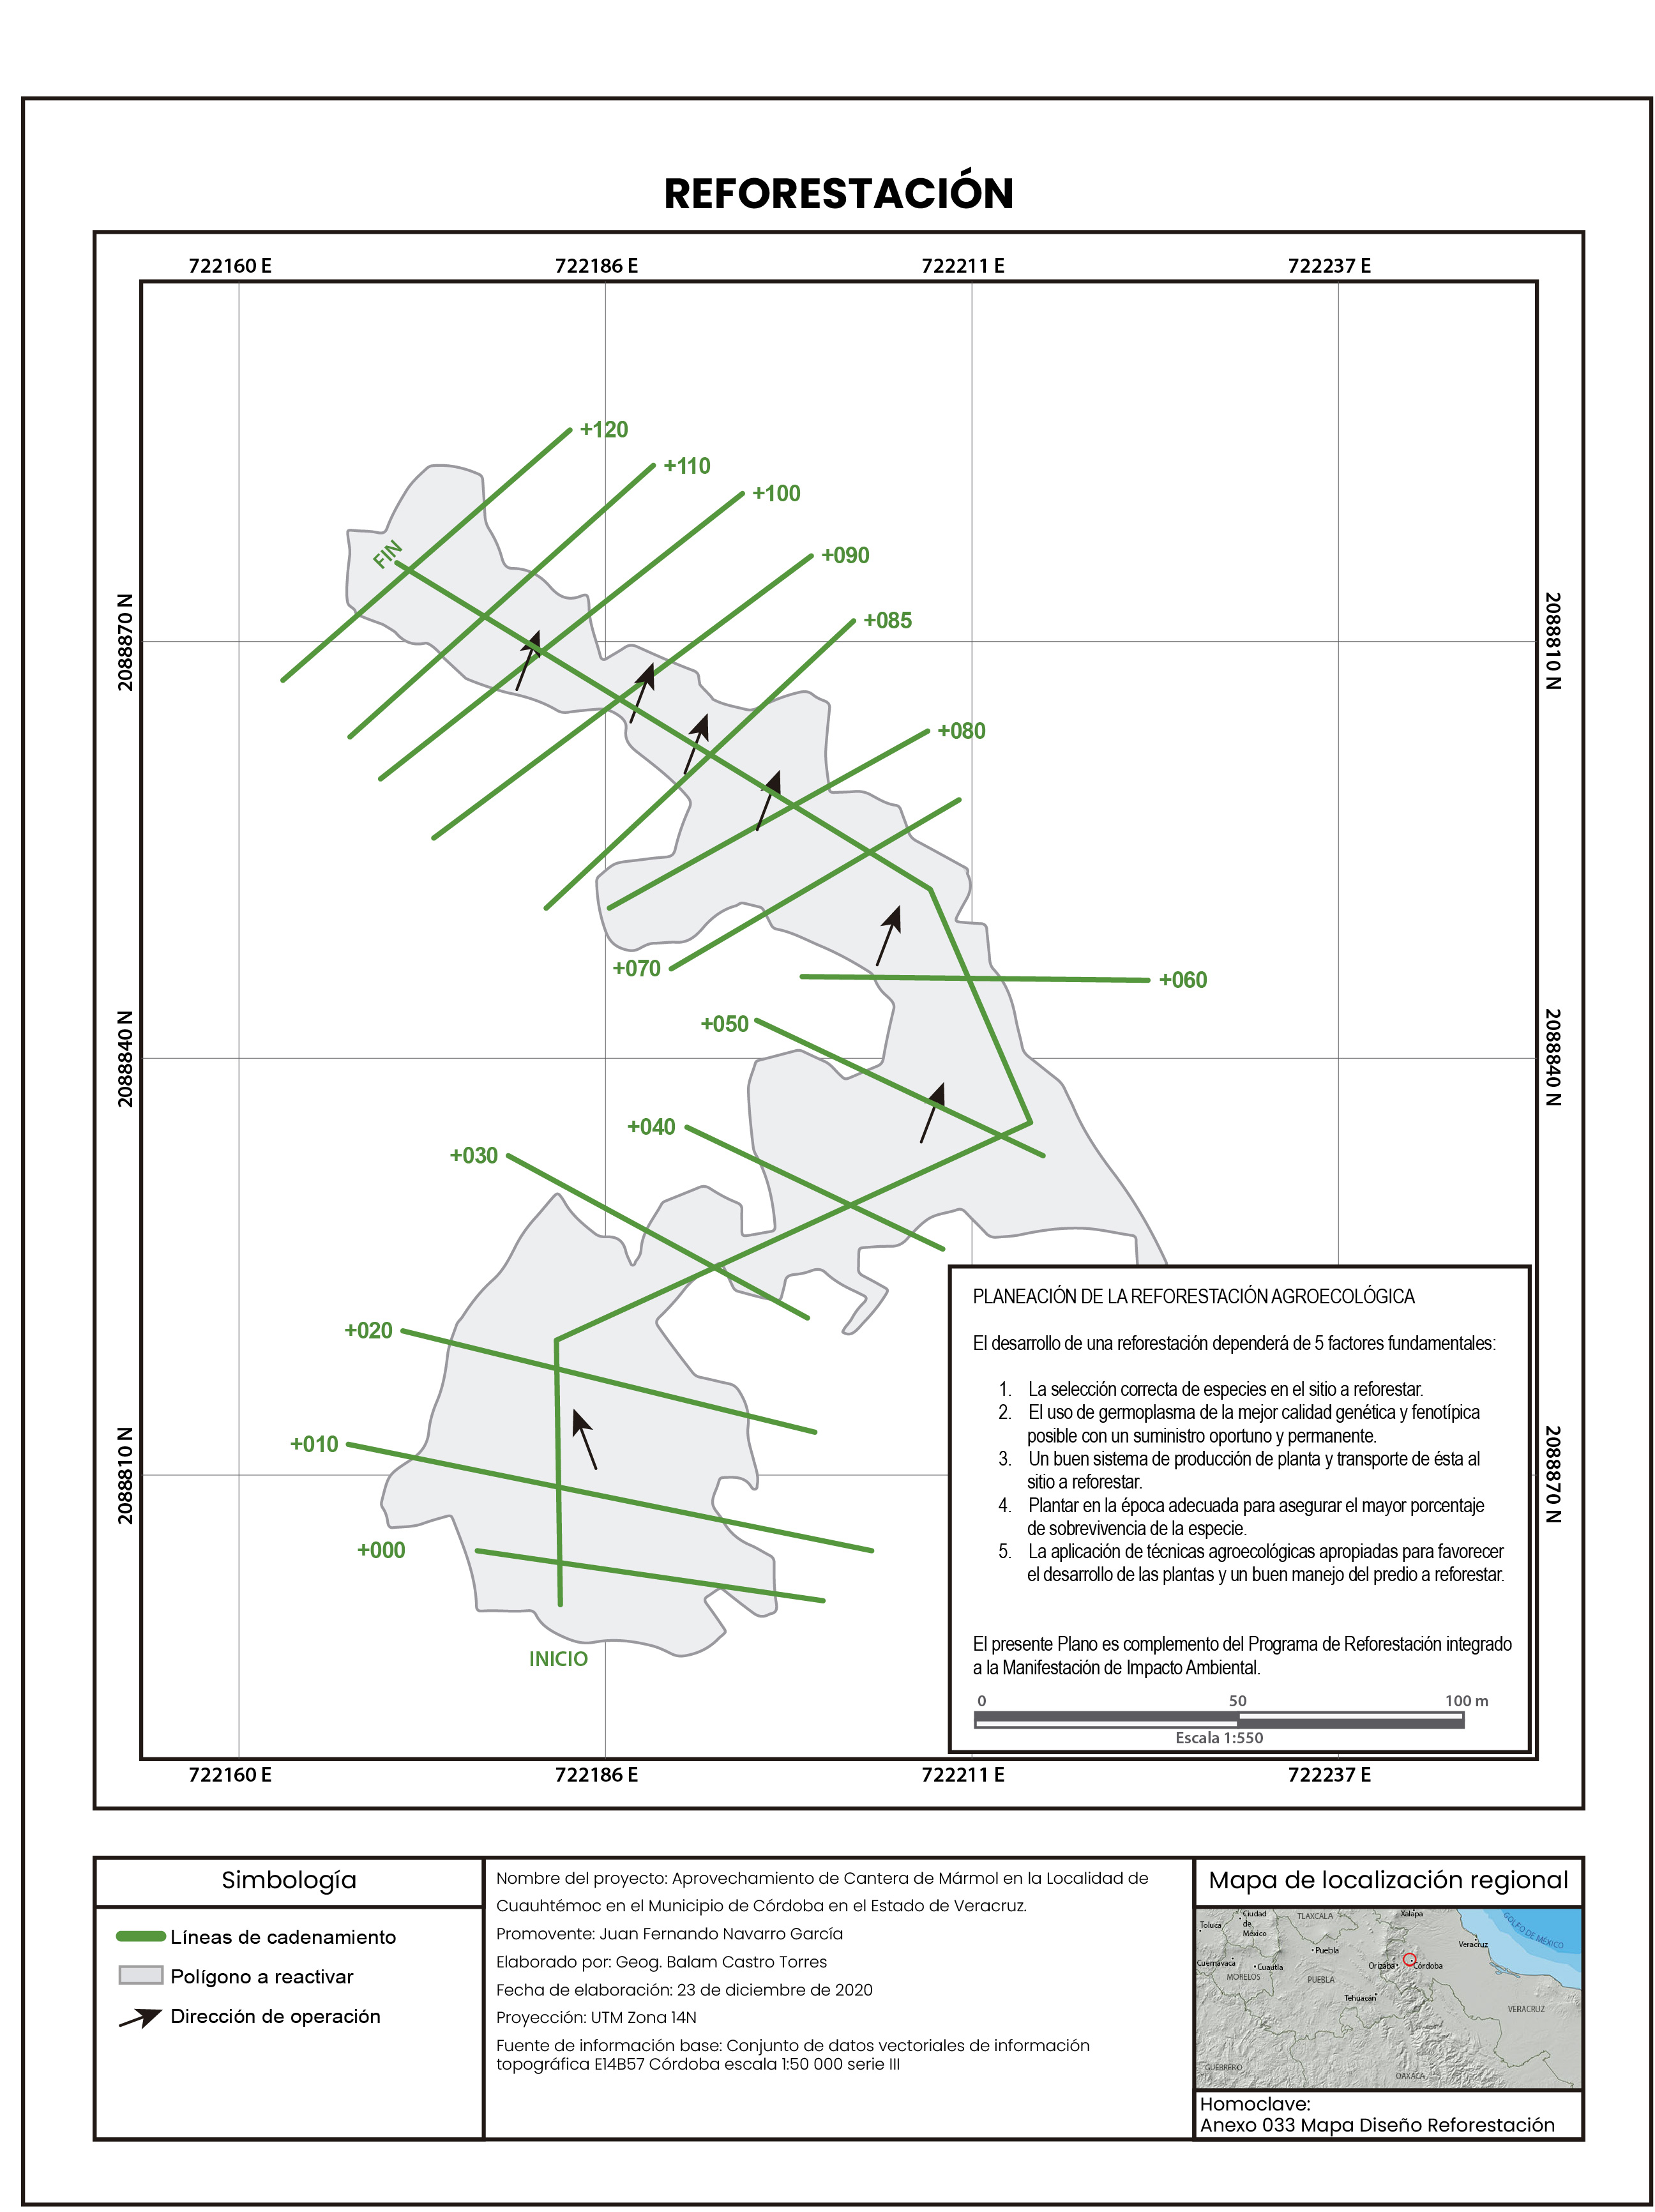 REFORESTACIÓN
722160 E
722186 E
722211 E
722237 E
+120
+110
+100
FIN
+090
+085
2088870 N
2088810 N
+080
+070
+060
+050
2088840 N
2088840 N
+040
+030
+020
+010
2088810 N
2088870 N
+000
INICIO
PLANEACIÓN DE LA REFORESTACIÓN AGROECOLÓGICA
El desarrollo de una reforestación dependerá de 5 factores fundamentales:
1. La selección correcta de especies en el sitio a reforestar.
2. El uso de germoplasma de la mejor calidad genética y fenotípica
posible con un suministro oportuno y permanente.
3. Un buen sistema de producción de planta y transporte de ésta al
sitio a reforestar.
4. Plantar en la época adecuada para asegurar el mayor porcentaje
de sobrevivencia de la especie.
5. La aplicación de técnicas agroecológicas apropiadas para favorecer
el desarrollo de las plantas y un buen manejo del predio a reforestar.
El presente Plano es complemento del Programa de Reforestación integrado
a la Manifestación de Impacto Ambiental.
0
50
100 m
Escala 1:550
722160 E
722186 E
722211 E
722237 E
Simbología
Líneas de cadenamiento
Polígono a reactivar
Dirección de operación
Nombre del proyecto: Aprovechamiento de Cantera de Mármol en la Localidad de
Cuauhtémoc en el Municipio de Córdoba en el Estado de Veracruz.
Promovente: Juan Fernando Navarro García
Elaborado por: Geog. Balam Castro Torres
Fecha de elaboración: 23 de diciembre de 2020
Proyección: UTM Zona 14N
Fuente de información base: Conjunto de datos vectoriales de información
topográfica E14B57 Córdoba escala 1:50 000 serie III
Mapa de localización regional
Toluca
Ciudad
de
México
TLAXCALA
Xalapa
GOLFO DE MÉXICO
Puebla
Veracruz
Cuernavaca
Cuautla
Orizaba
Córdoba
MORELOS
PUEBLA
Tehuacán
VERACRUZ
GUERRERO
OAXACA
Homoclave:
Anexo 033 Mapa Diseño Reforestación